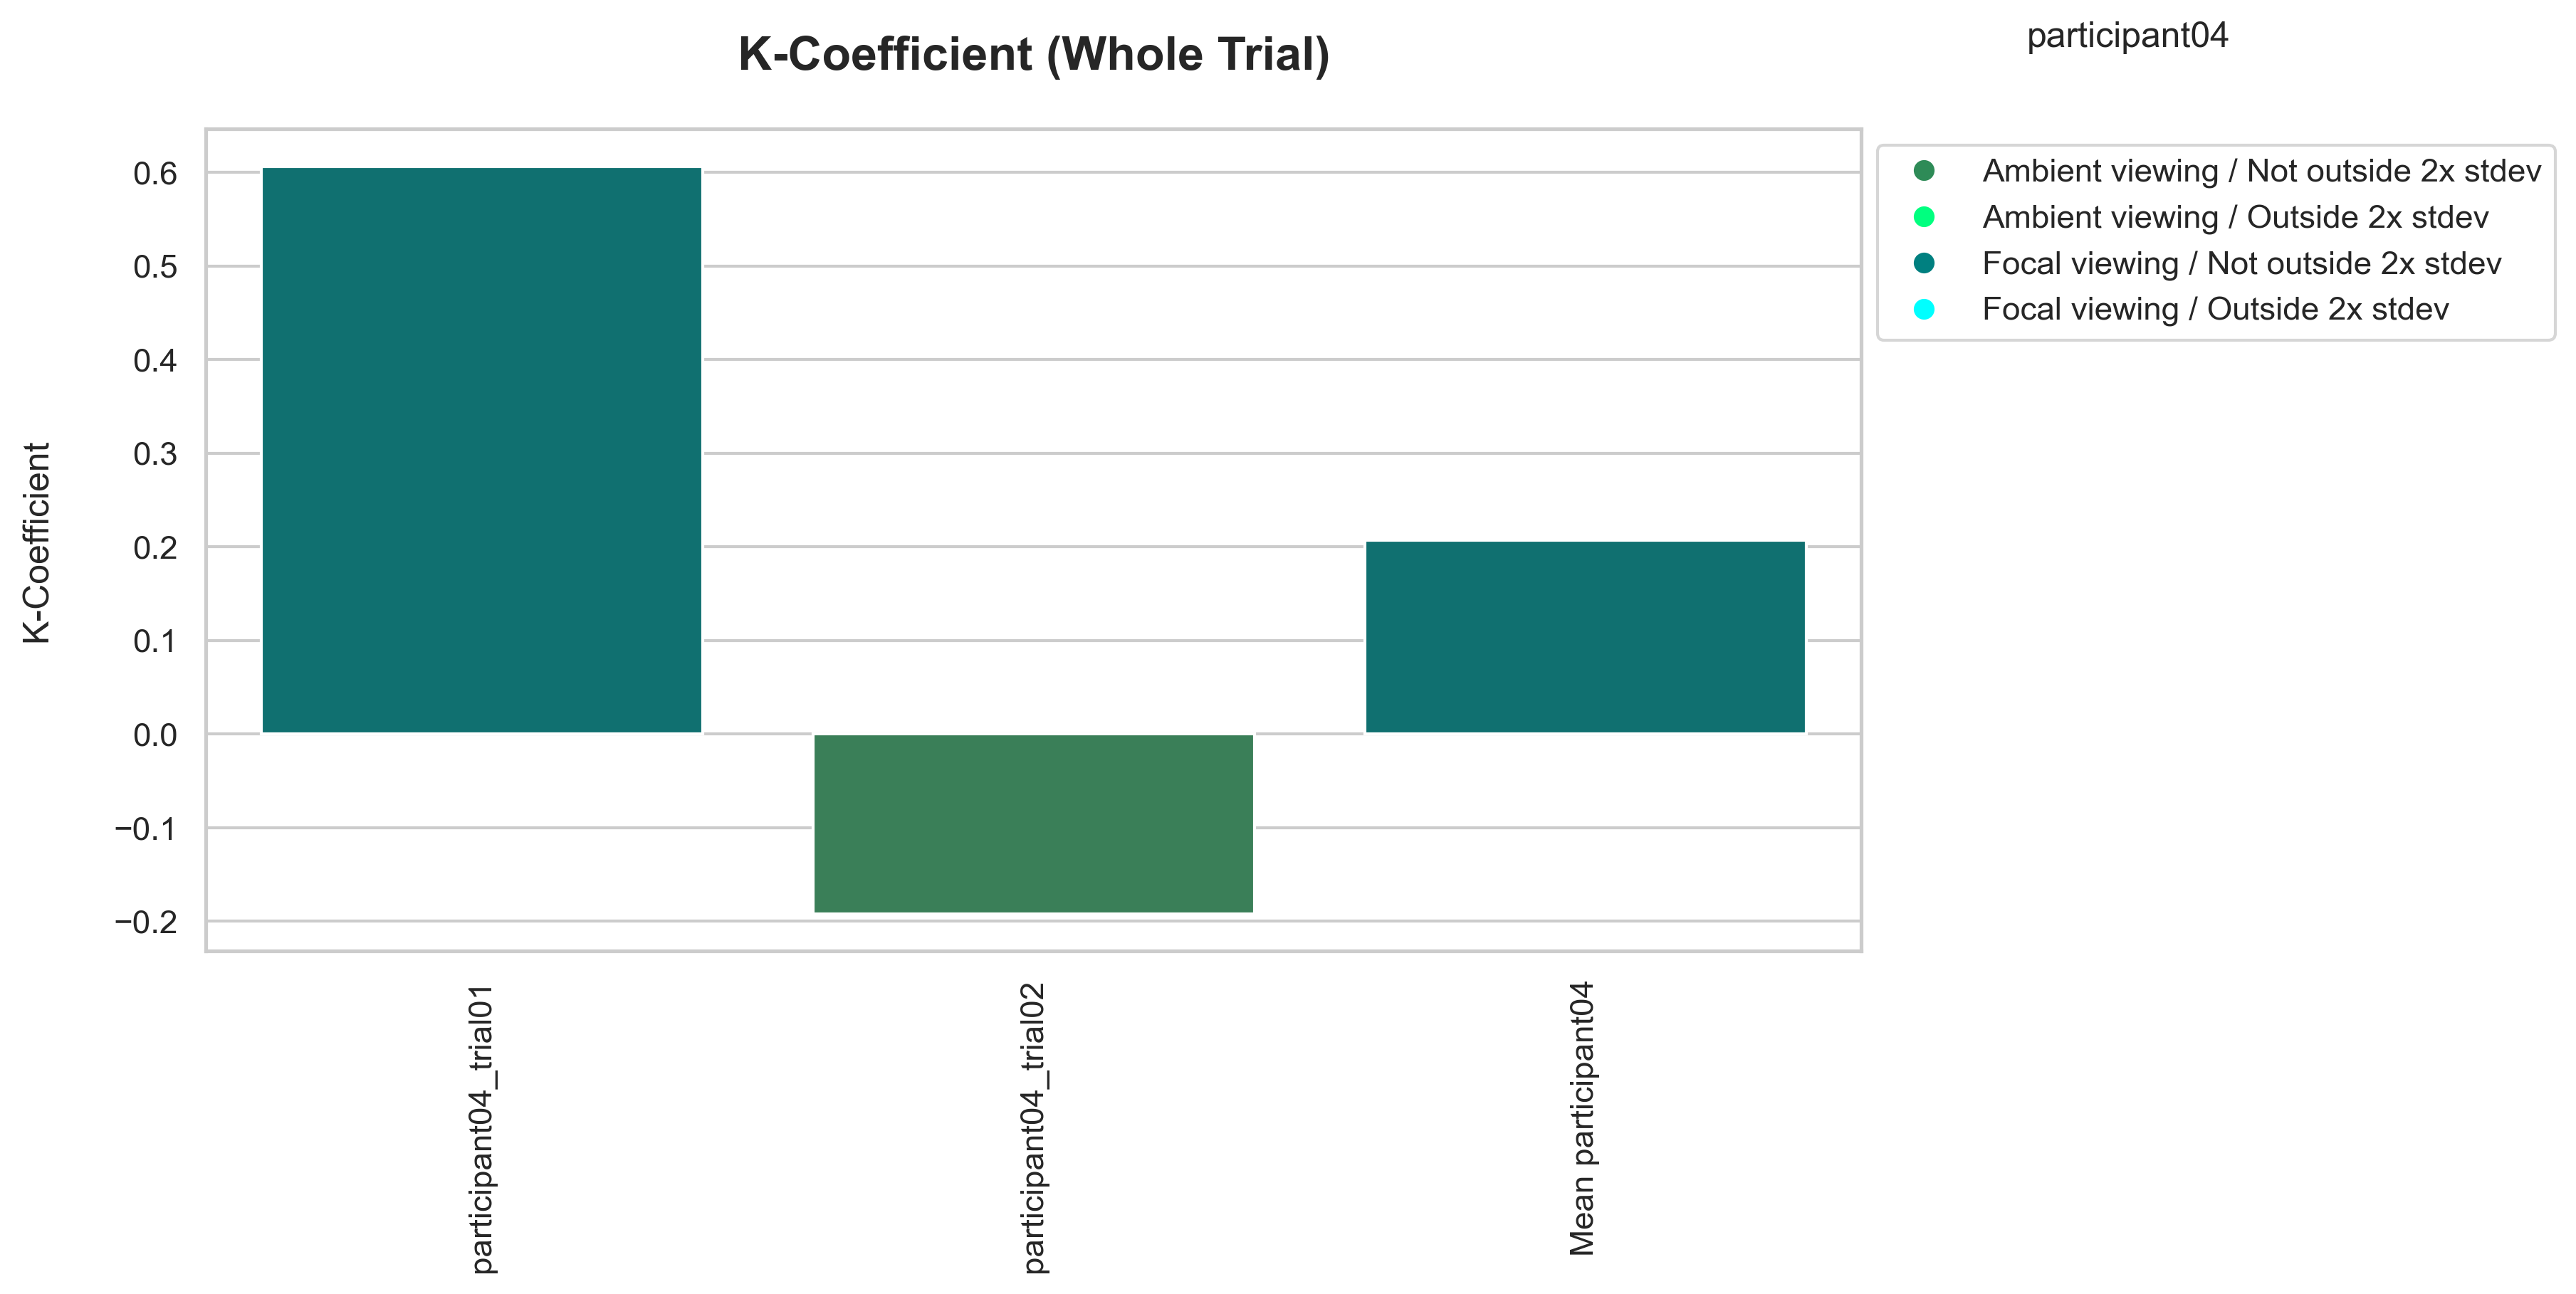 K-Coefficient (Whole Trial)
participant04
Ambient viewing / Not outside 2x stdev
Ambient viewing / Outside 2x stdev
Focal viewing / Not outside 2x stdev
Focal viewing / Outside 2x stdev
K-Coefficient
0.6
0.5
0.4
0.3
0.2
0.1
0.0
−0.1
−0.2
participant04_trial01
participant04_trial02
Mean participant04